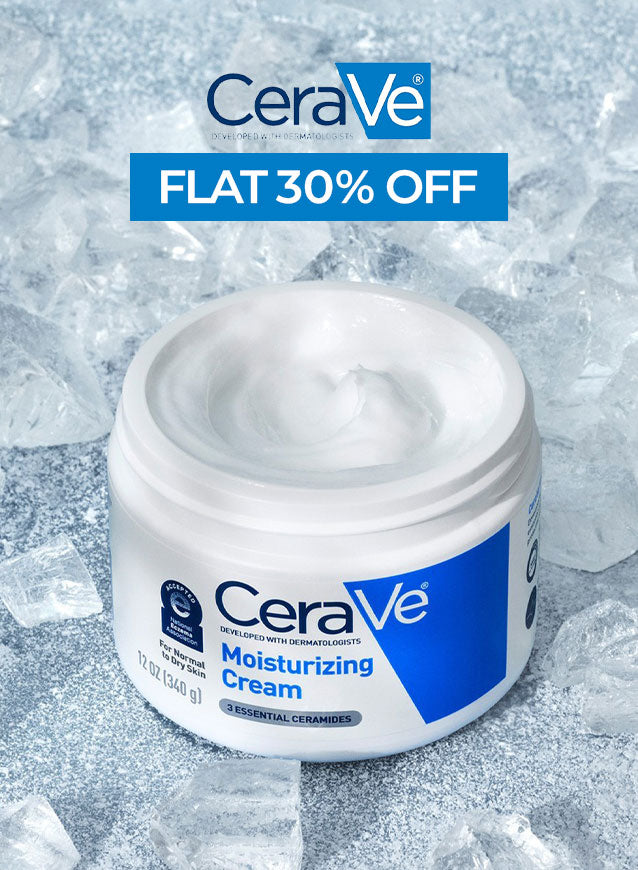 CeraVe®
DEVELOPED WITH DERMATOLOGISTS
FLAT 30% OFF
ACCEPTED
National
Eczema
Association
For Normal
to Dry Skin
12 OZ (340 g)
CeraVe®
DEVELOPED WITH DERMATOLOGISTS
Moisturizing
Cream
3 ESSENTIAL CERAMIDES